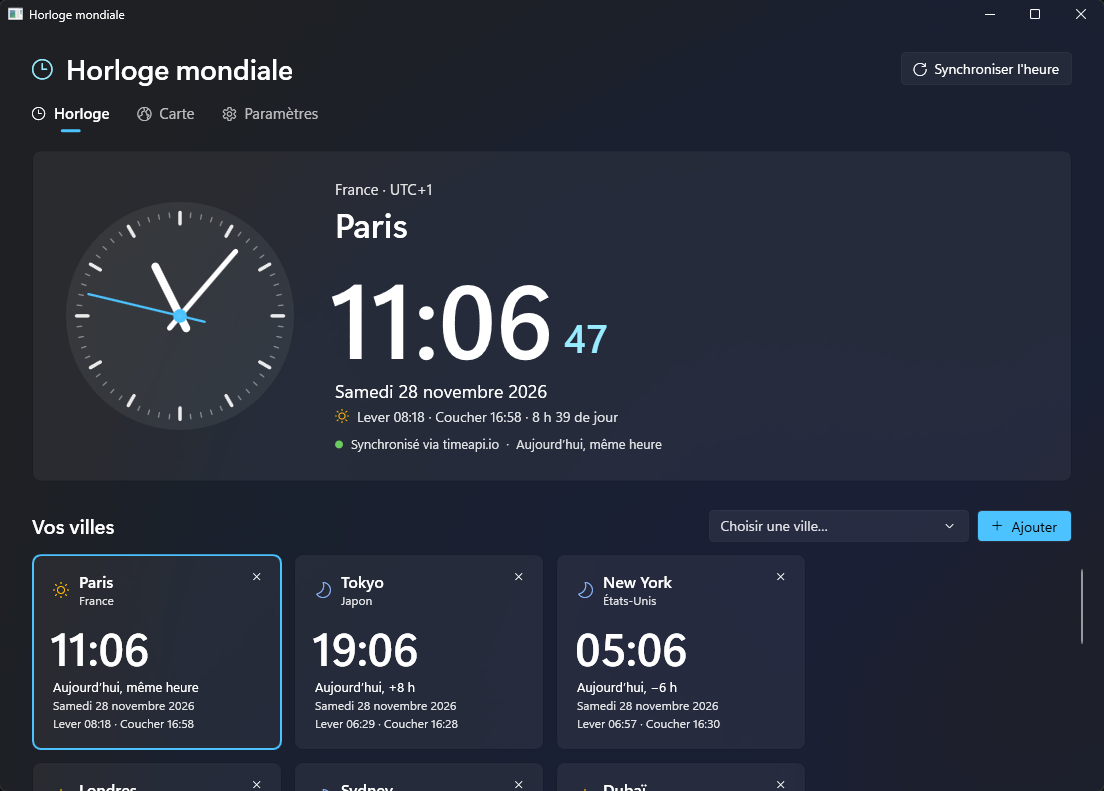 Horloge mondiale
Horloge mondiale
Synchroniser l'heure
Horloge
Carte
Paramètres
France · UTC+1
Paris
11:06 47
Samedi 28 novembre 2026
Lever 08:18 · Coucher 16:58 · 8 h 39 de jour
Synchronisé via timeapi.io · Aujourd'hui, même heure
Vos villes
Choisir une ville...
+ Ajouter
Paris
France
11:06
Aujourd'hui, même heure
Samedi 28 novembre 2026
Lever 08:18 · Coucher 16:58
Tokyo
Japon
19:06
Aujourd'hui, +8 h
Samedi 28 novembre 2026
Lever 06:29 · Coucher 16:28
New York
États-Unis
05:06
Aujourd'hui, −6 h
Samedi 28 novembre 2026
Lever 06:57 · Coucher 16:30
Londres
Sydney
Dubaï